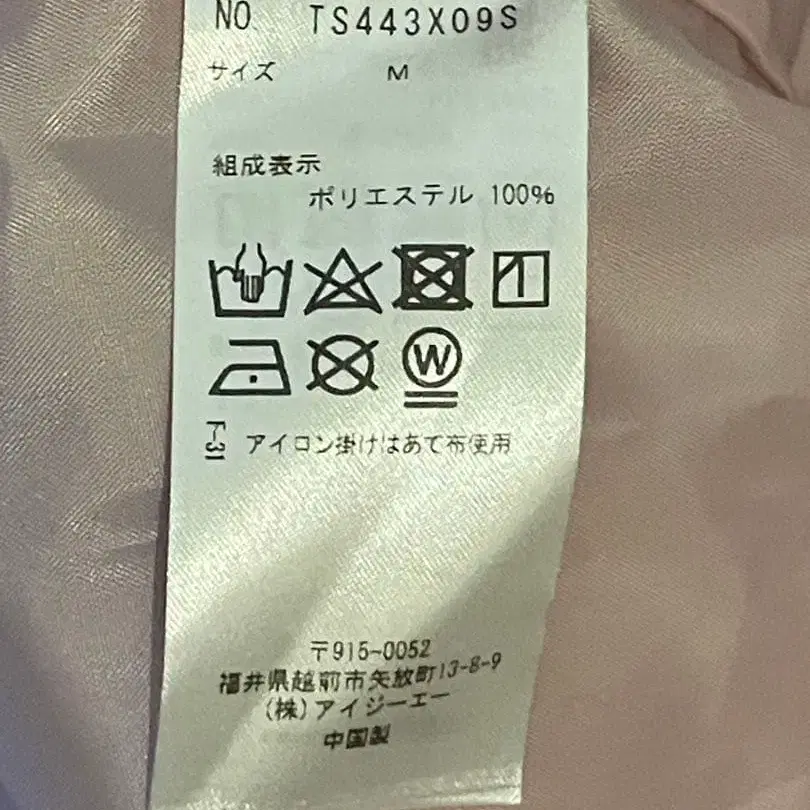 NO. TS443X09S
サイズ M
組成表示
ポリエステル 100%
W
アイロン掛けはあて布使用
〒915-0052
福井県越前市矢放町13-8-9
(株)アイジーエー
中国製